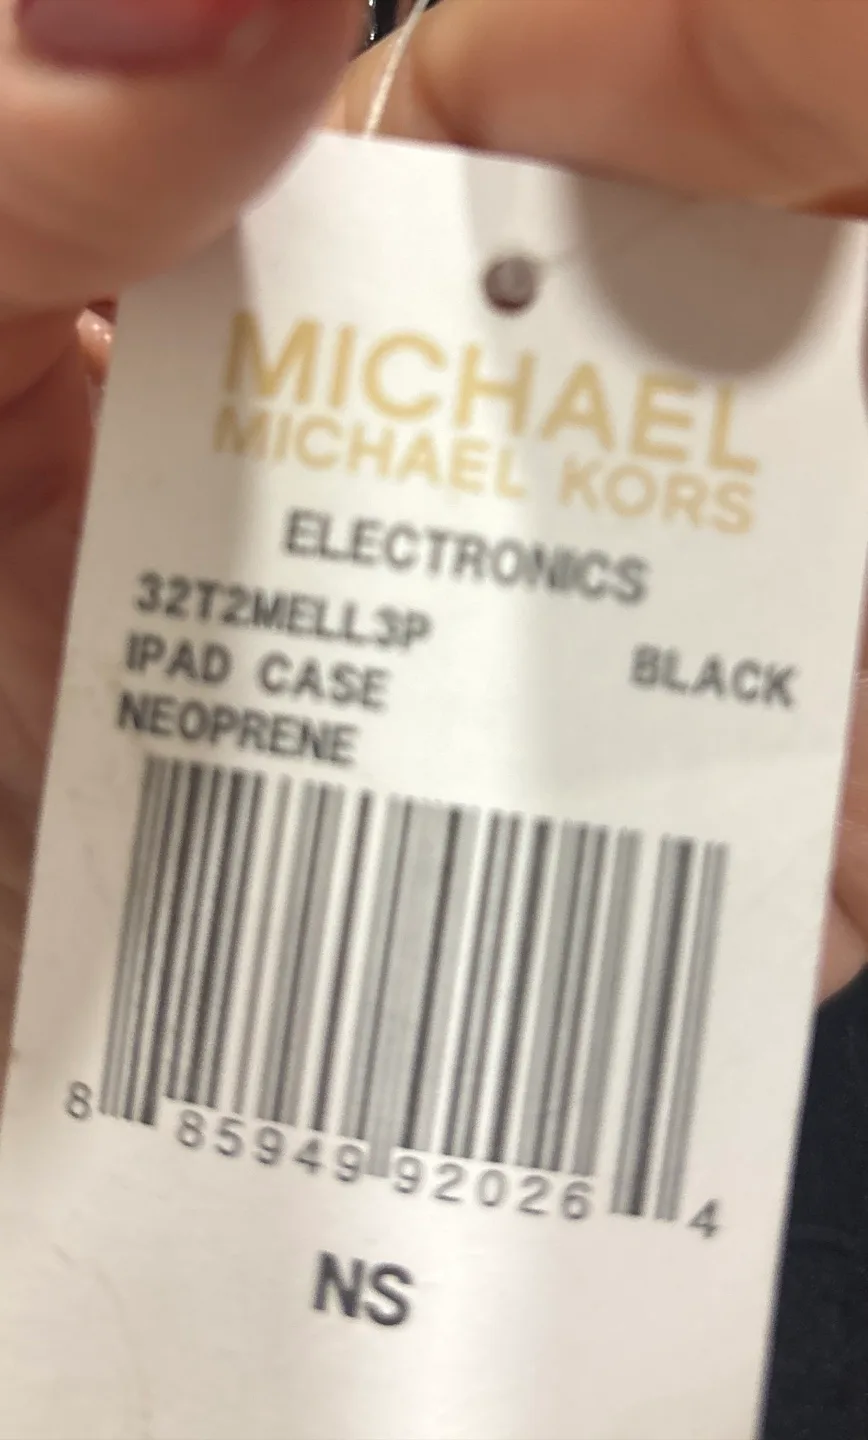 MICHAEL
MICHAEL KORS
ELECTRONICS
32T2MELL3P
IPAD CASE BLACK
NEOPRENE
8 85949 92026 4
NS